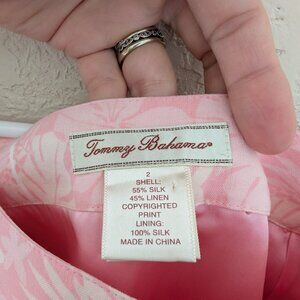 Tommy Bahama®
2
SHELL:
55% SILK
45% LINEN
COPYRIGHTED
PRINT
LINING:
100% SILK
MADE IN CHINA